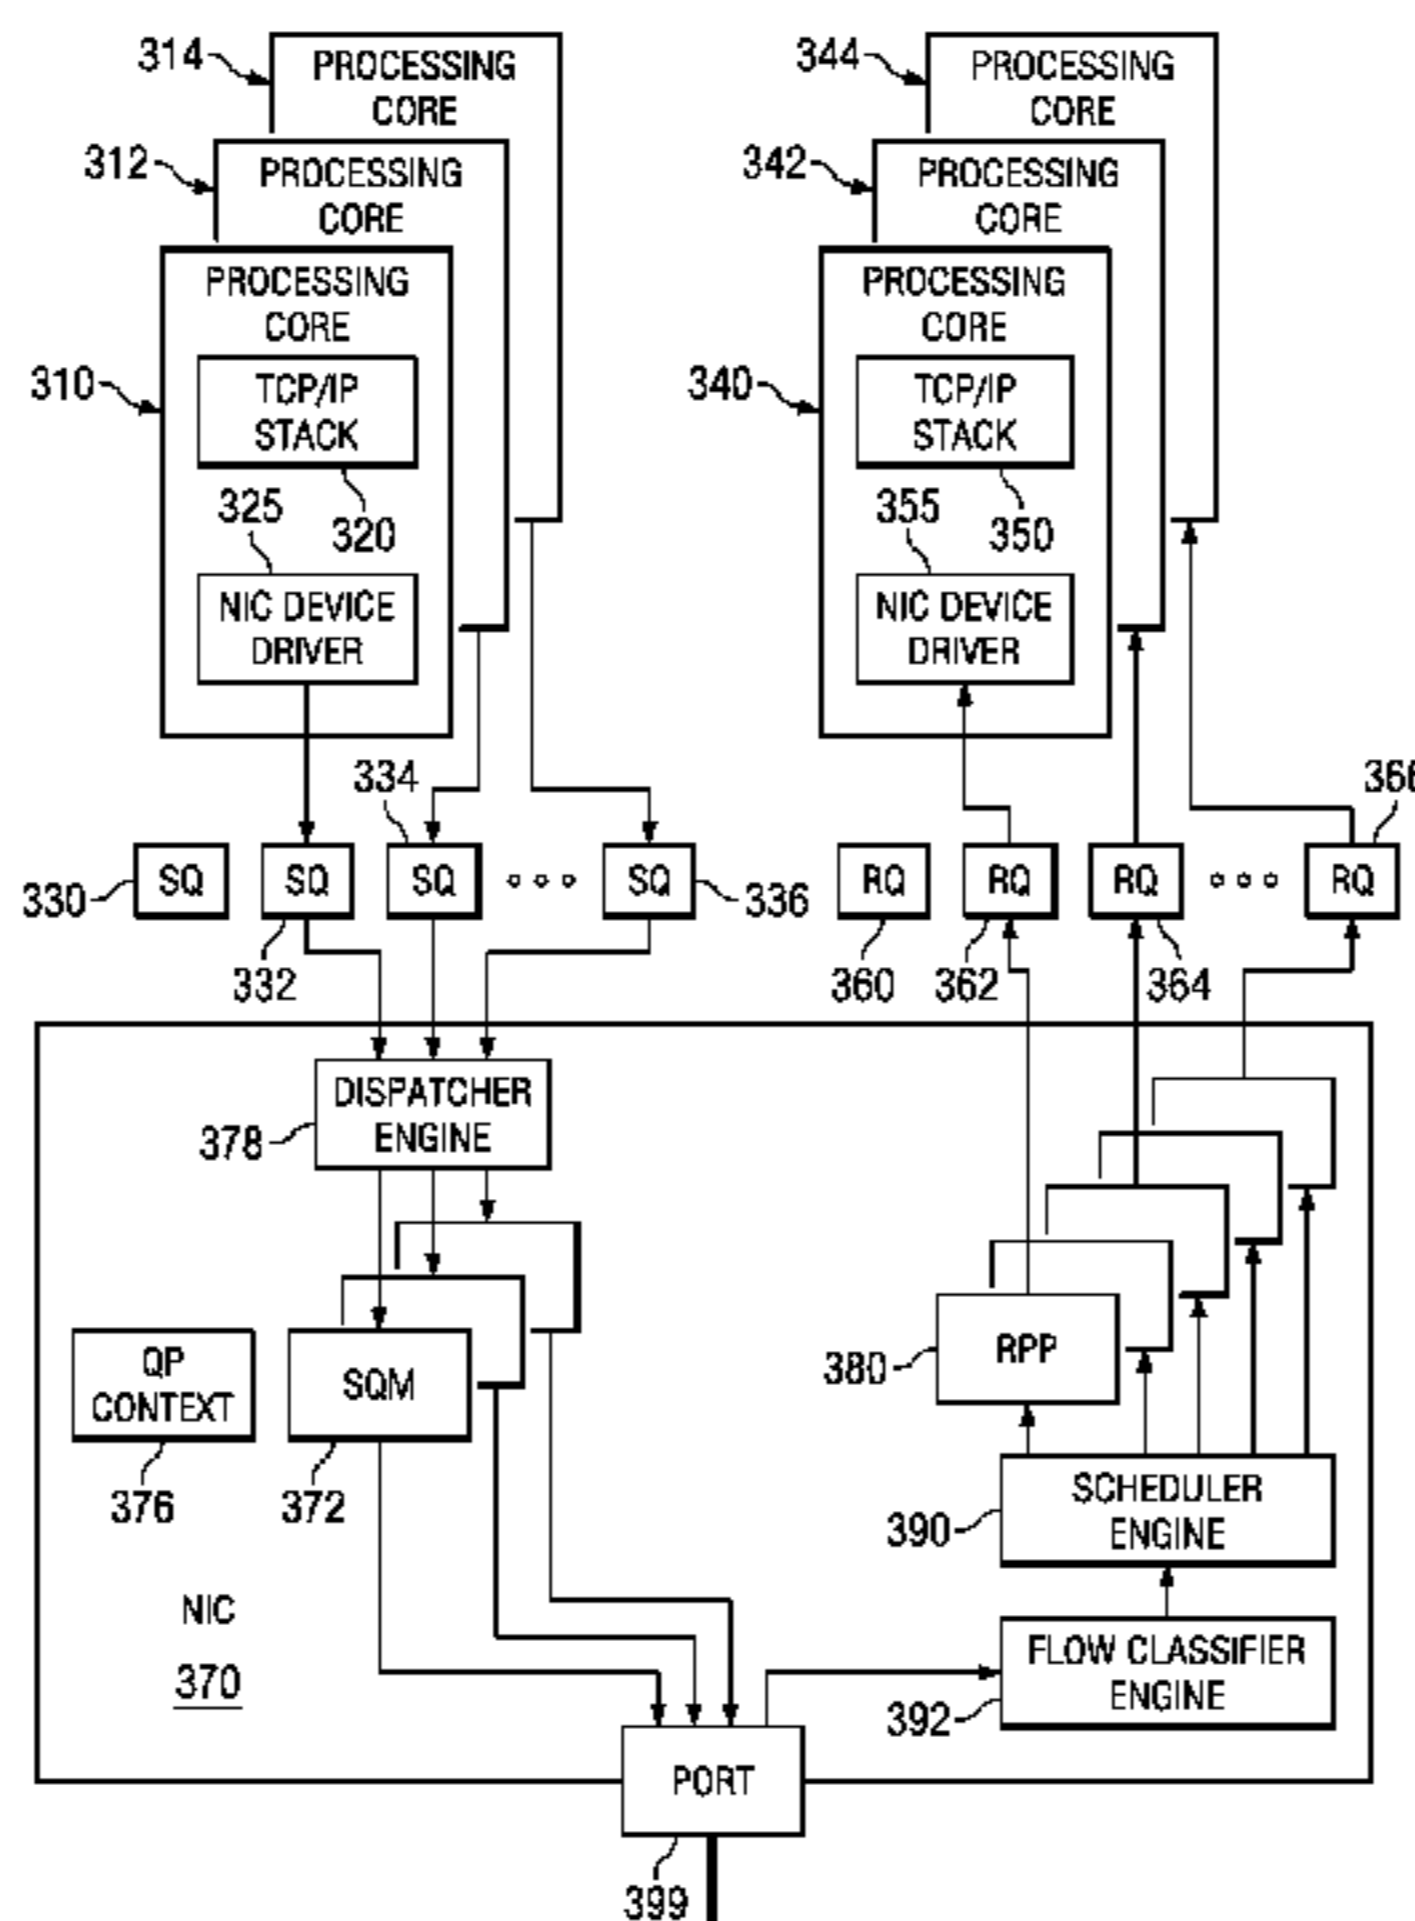 314
PROCESSING
CORE
344
PROCESSING
CORE
312
PROCESSING
CORE
342
PROCESSING
CORE
PROCESSING
CORE
PROCESSING
CORE
310
TCP/IP
STACK
340
TCP/IP
STACK
325
320
355
350
NIC DEVICE
DRIVER
NIC DEVICE
DRIVER
334
366
330
SQ
SQ
SQ
SQ
336
RQ
RQ
RQ
RQ
332
360
362
364
DISPATCHER
ENGINE
378
QP
CONTEXT
SQM
380
RPP
376
372
390
SCHEDULER
ENGINE
NIC
370
FLOW CLASSIFIER
ENGINE
392
PORT
399